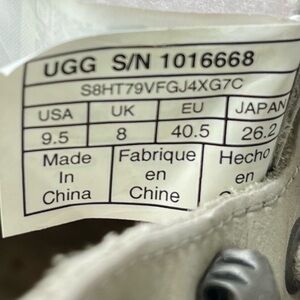 UGG S/N 1016668
S8HT79VFGJ4XG7C
USA UK EU JAPAN
9.5 8 40.5 26.2
Made Fabrique Hecho
In en en
China Chine